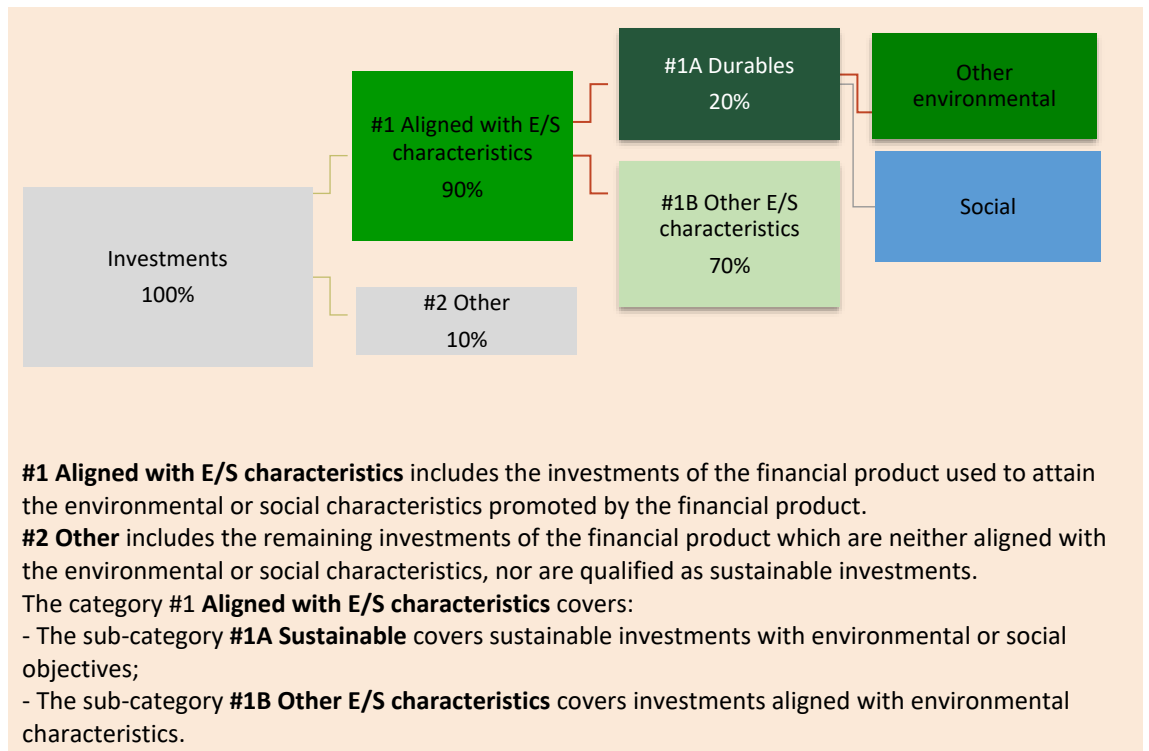 #1A Durables
20%
Other
environmental
#1 Aligned with E/S
characteristics
90%
#1B Other E/S
characteristics
70%
Social
Investments
100%
#2 Other
10%
#1 Aligned with E/S characteristics includes the investments of the financial product used to attain
the environmental or social characteristics promoted by the financial product.
#2 Other includes the remaining investments of the financial product which are neither aligned with
the environmental or social characteristics, nor are qualified as sustainable investments.
The category #1 Aligned with E/S characteristics covers:
- The sub-category #1A Sustainable covers sustainable investments with environmental or social
objectives;
- The sub-category #1B Other E/S characteristics covers investments aligned with environmental
characteristics.